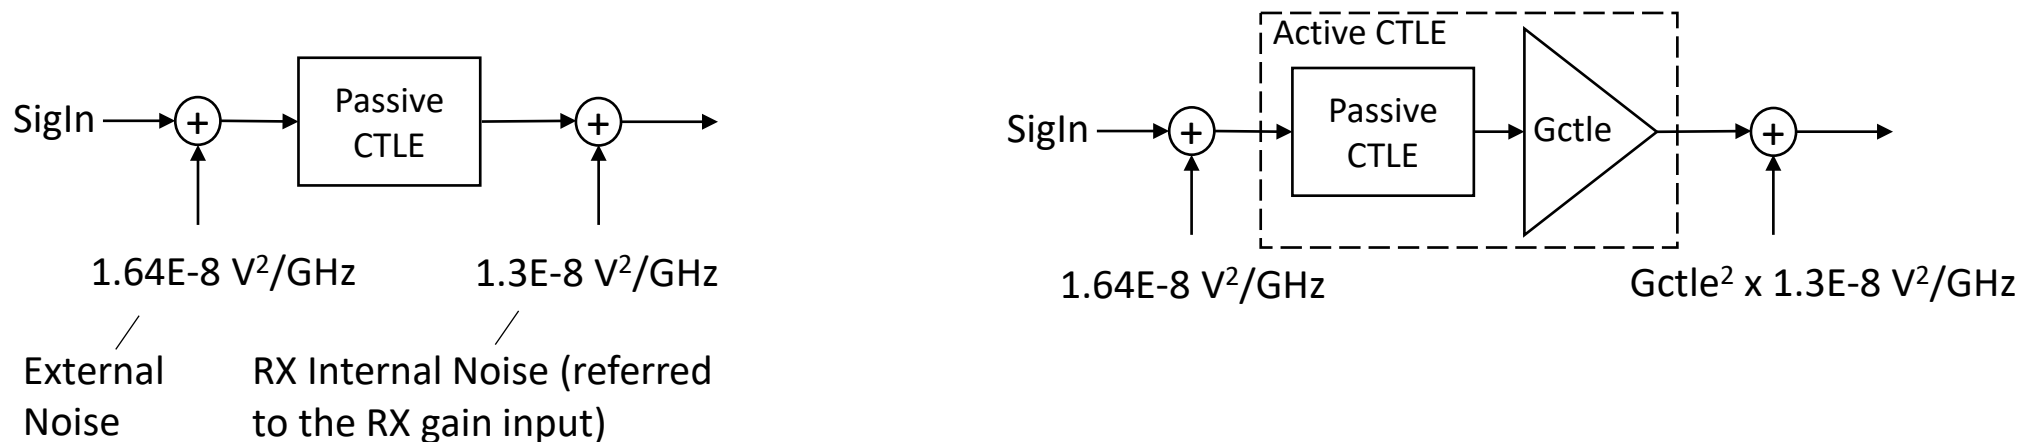 SigIn
+
Passive
CTLE
+
1.64E-8 V²/GHz
1.3E-8 V²/GHz
External
Noise
RX Internal Noise (referred
to the RX gain input)
Active CTLE
SigIn
+
Passive
CTLE
Gctle
+
1.64E-8 V²/GHz
Gctle² x 1.3E-8 V²/GHz